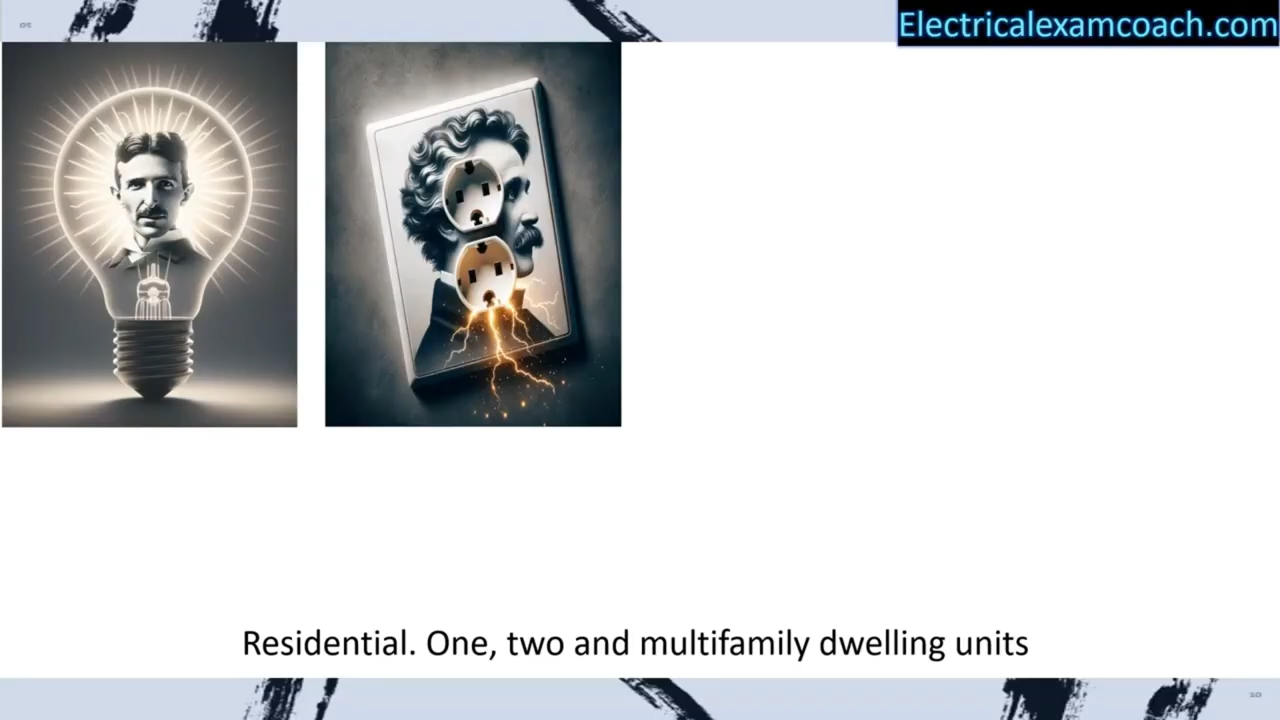 Electricalexamcoach.com
Residential. One, two and multifamily dwelling units